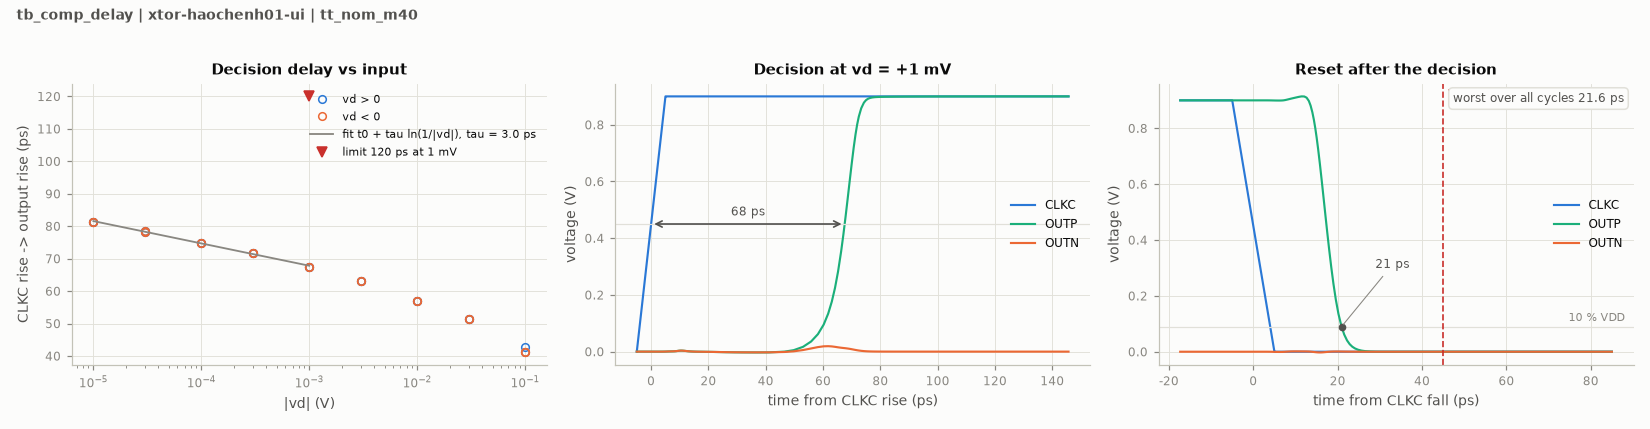 tb_comp_delay | xtor-haochenh01-ui | tt_nom_m40
Decision delay vs input
CLKC rise -> output rise (ps)
120
110
100
90
80
70
60
50
40
vd > 0
vd < 0
fit t0 + tau ln(1/|vd|), tau = 3.0 ps
limit 120 ps at 1 mV
10⁻⁵
10⁻⁴
10⁻³
10⁻²
10⁻¹
|vd| (V)
Decision at vd = +1 mV
voltage (V)
0.8
0.6
0.4
0.2
0.0
68 ps
CLKC
OUTP
OUTN
0
20
40
60
80
100
120
140
time from CLKC rise (ps)
Reset after the decision
voltage (V)
0.8
0.6
0.4
0.2
0.0
worst over all cycles 21.6 ps
CLKC
OUTP
OUTN
21 ps
10 % VDD
-20
0
20
40
60
80
time from CLKC fall (ps)